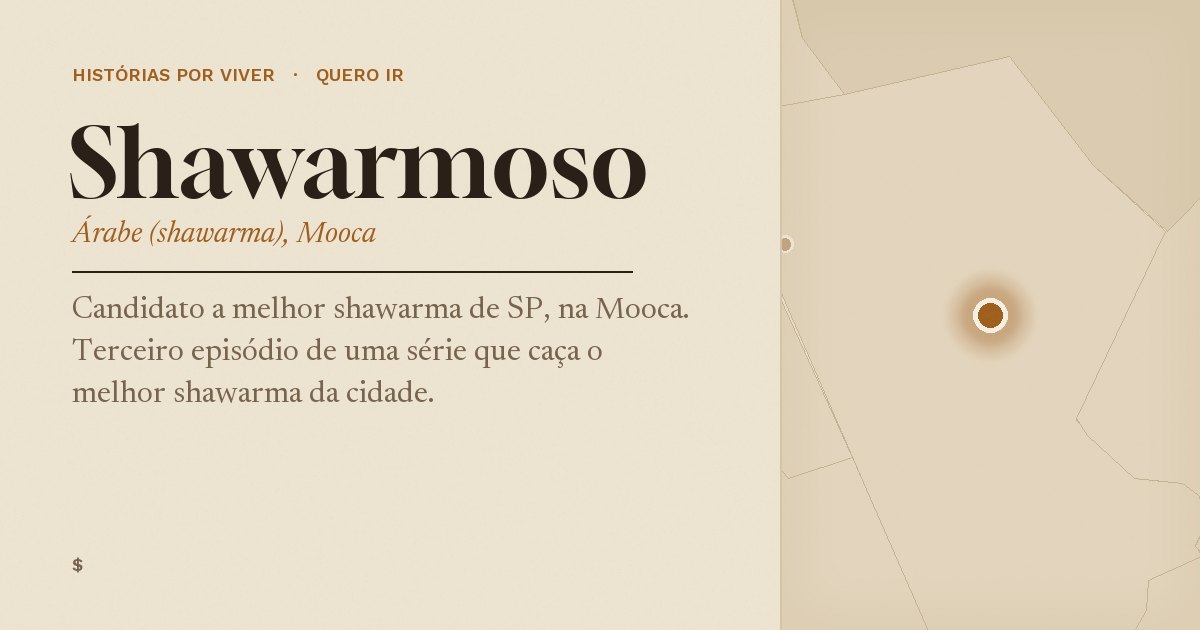 HISTÓRIAS POR VIVER · QUERO IR
Shawarmoso
Árabe (shawarma), Mooca
Candidato a melhor shawarma de SP, na Mooca.
Terceiro episódio de uma série que caça o
melhor shawarma da cidade.
$